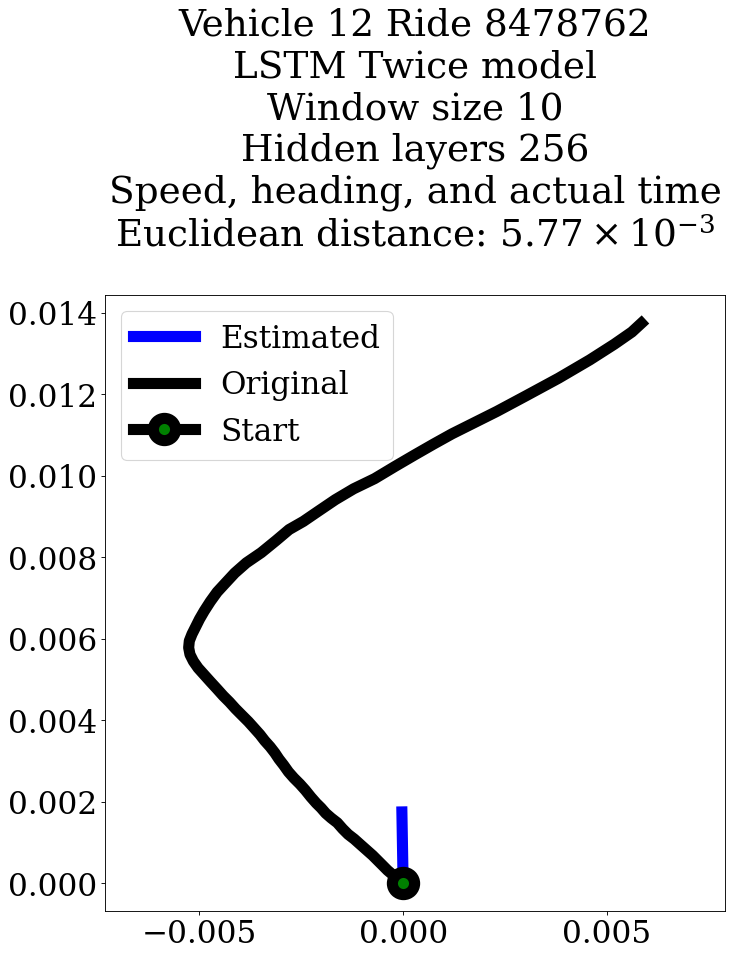 Vehicle 12 Ride 8478762
LSTM Twice model
Window size 10
Hidden layers 256
Speed, heading, and actual time
Euclidean distance: 5.77 × 10⁻³
Estimated
Original
Start
0.014
0.012
0.010
0.008
0.006
0.004
0.002
0.000
−0.005 0.000 0.005